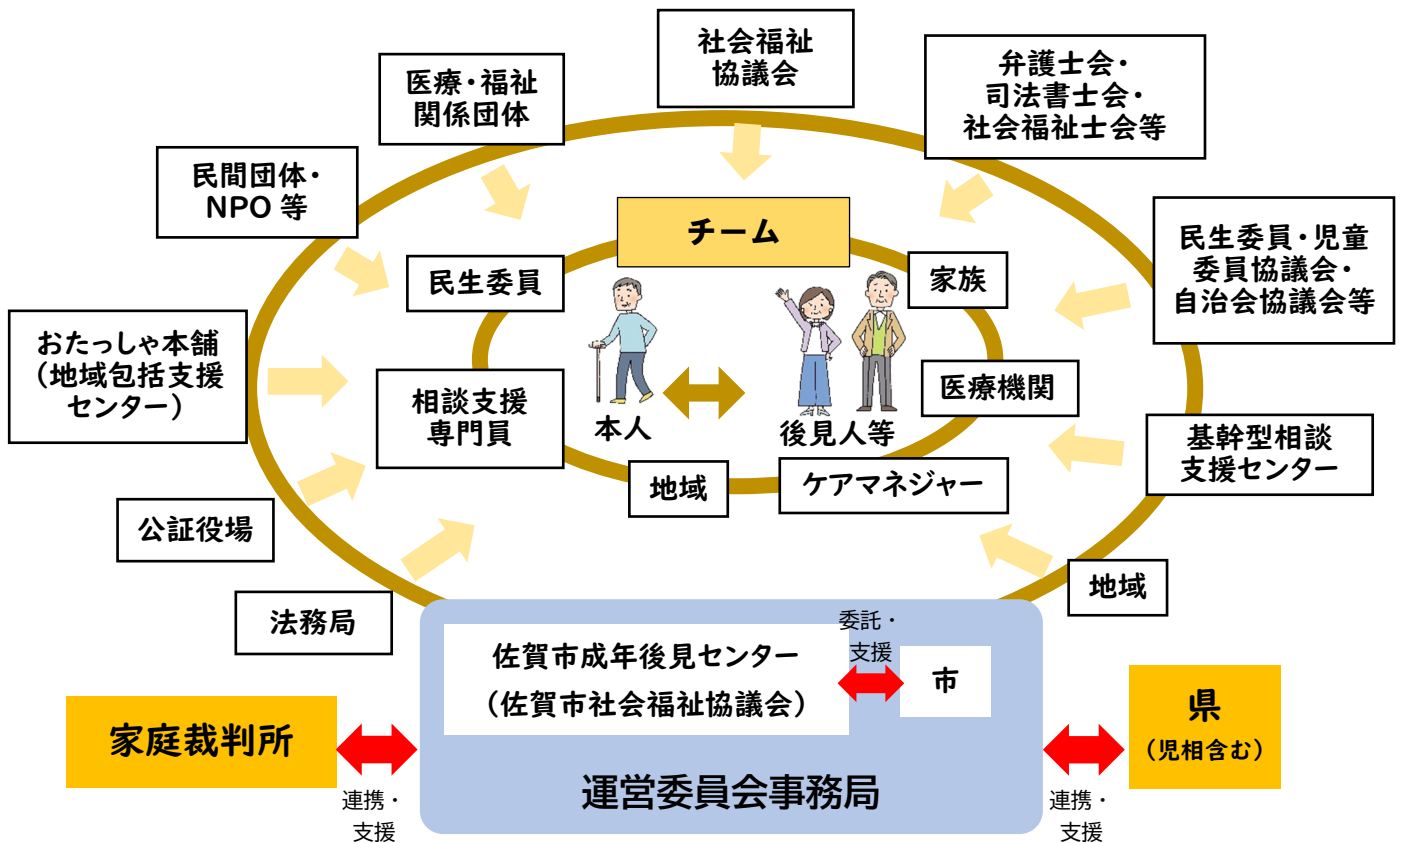 社会福祉
協議会
医療・福祉
関係団体
弁護士会・
司法書士会・
社会福祉士会等
民間団体・
NPO 等
民生委員・児童
委員協議会・
自治会協議会等
チーム
民生委員
家族
おたっしゃ本舗
（地域包括支援
センター）
相談支援
専門員
医療機関
本人
後見人等
基幹型相談
支援センター
地域
ケアマネジャー
公証役場
地域
法務局
委託・
支援
佐賀市成年後見センター
（佐賀市社会福祉協議会）
市
家庭裁判所
県
（児相含む）
運営委員会事務局
連携・
支援
連携・
支援